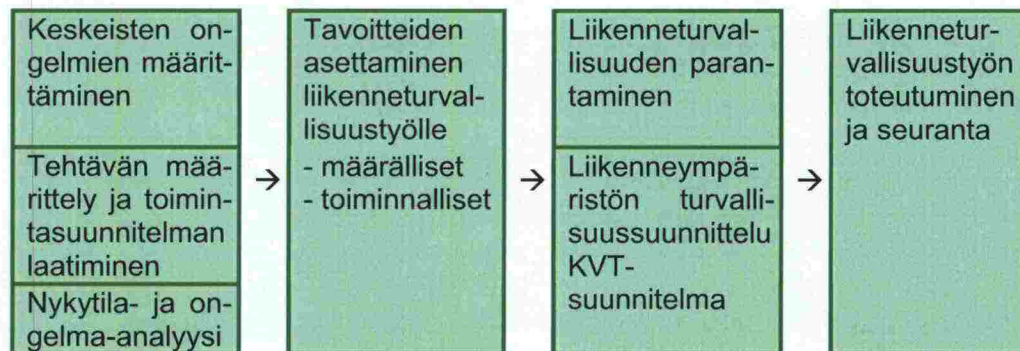 Keskeisten on-
gelmien määrit-
täminen
Tehtävän mää-
rittely ja toimin-
tasuunnitelman
laatiminen
Nykytila- ja on-
gelma-analyysi
→
Tavoitteiden
asettaminen
liikenneturval-
lisuustyölle
- määrälliset
- toiminnalliset
→
Liikenneturval-
lisuuden paran-
taminen
Liikenneympä-
ristön turvalli-
suussuunnittelu
KVT-
suunnitelma
→
Liikennetur-
vallisuustyön
toteutuminen
ja seuranta